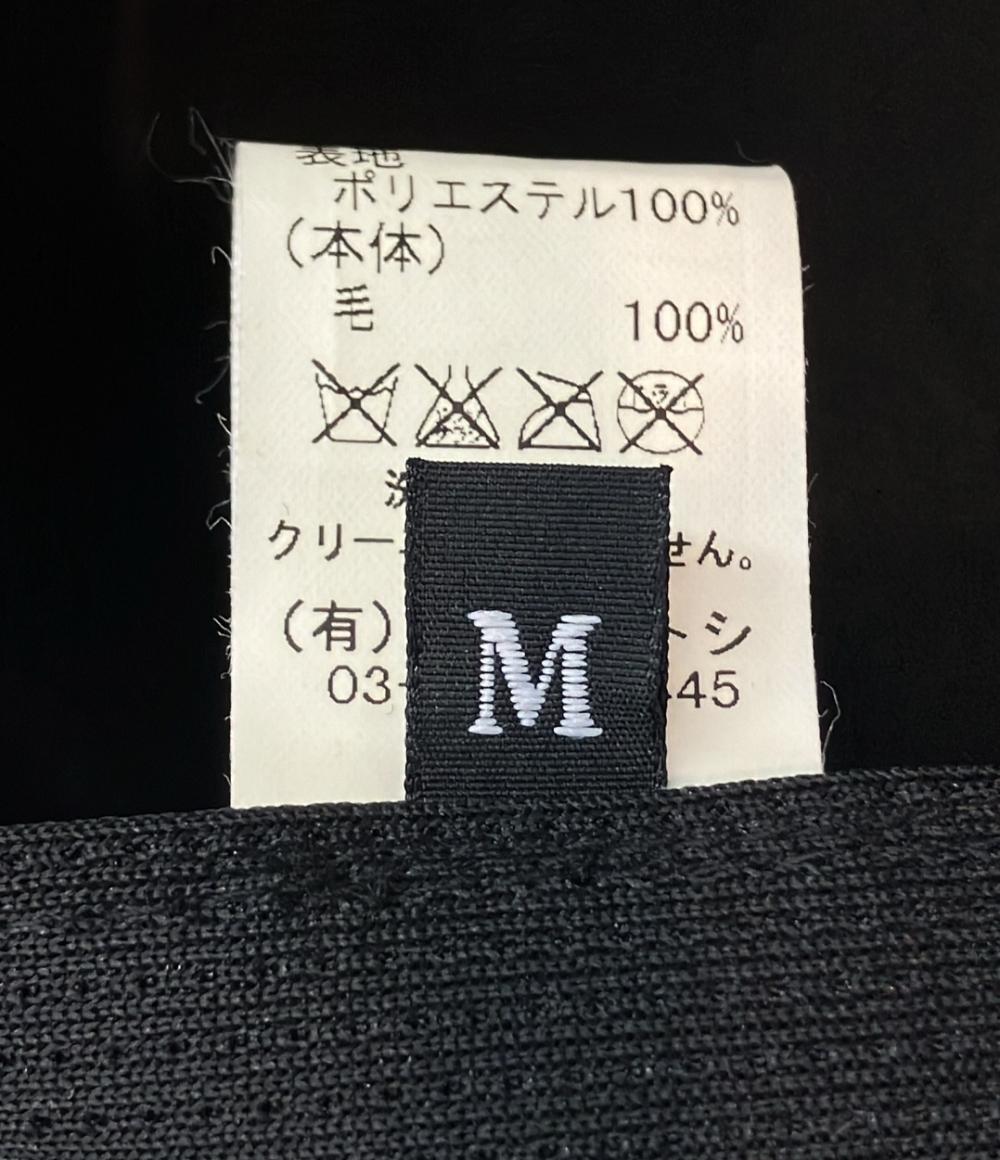 表地
ポリエステル100%
(本体)
毛 100%
クリー せん。
(有) トシ
03- 45
M